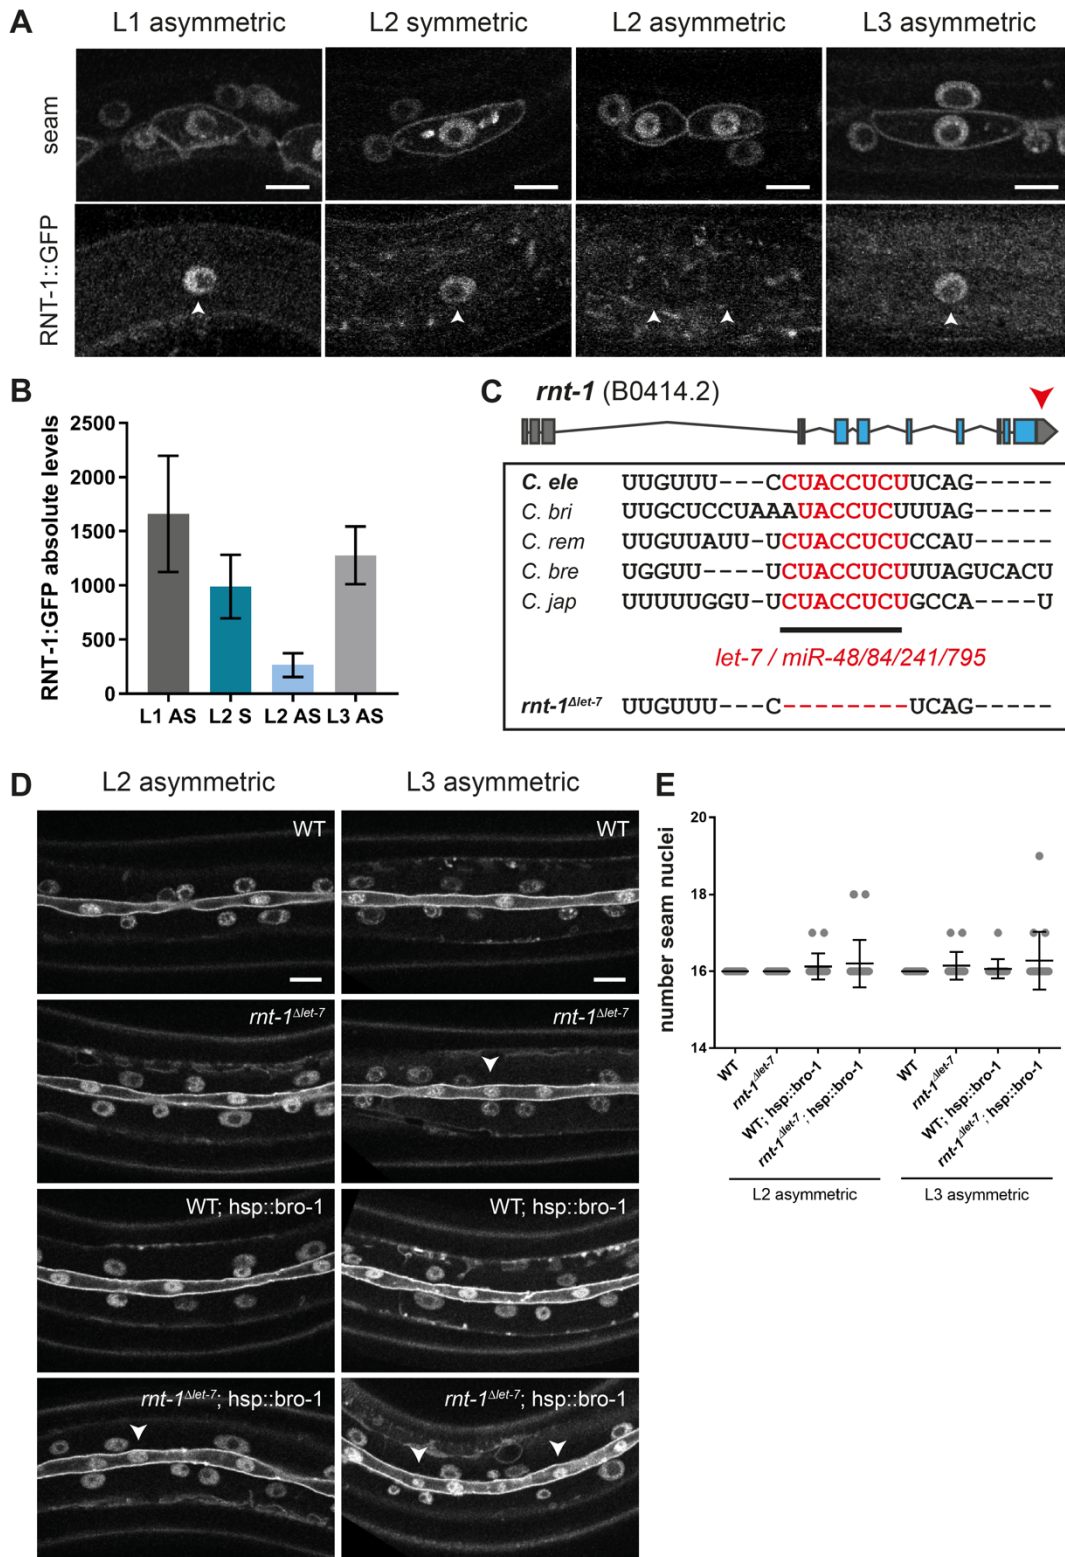 A
L1 asymmetric
L2 symmetric
L2 asymmetric
L3 asymmetric
seam
RNT-1::GFP
B
RNT-1:GFP absolute levels
2500
2000
1500
1000
500
0
L1 AS
L2 S
L2 AS
L3 AS
C
rnt-1 (B0414.2)
C. ele UUGUUU---CCUACCUCUUCAG-----
C. bri UUGCUCCUAAAUACCUCUUUAG-----
C. rem UUGUUAUU-UCUACCUCUCCAU-----
C. bre UGGUU----UCUACCUCUUUAGUCACU
C. jap UUUUUGGU-UCUACCUCUGCCA----U
let-7 / miR-48/84/241/795
rnt-1Δlet-7 UUGUUU---C--------UCAG-----
D
L2 asymmetric
L3 asymmetric
WT
WT
rnt-1Δlet-7
rnt-1Δlet-7
WT; hsp::bro-1
WT; hsp::bro-1
rnt-1Δlet-7; hsp::bro-1
rnt-1Δlet-7; hsp::bro-1
E
number seam nuclei
20
18
16
14
WT
rnt-1Δlet-7
WT; hsp::bro-1
rnt-1Δlet-7; hsp::bro-1
WT
rnt-1Δlet-7
WT; hsp::bro-1
rnt-1Δlet-7; hsp::bro-1
L2 asymmetric
L3 asymmetric